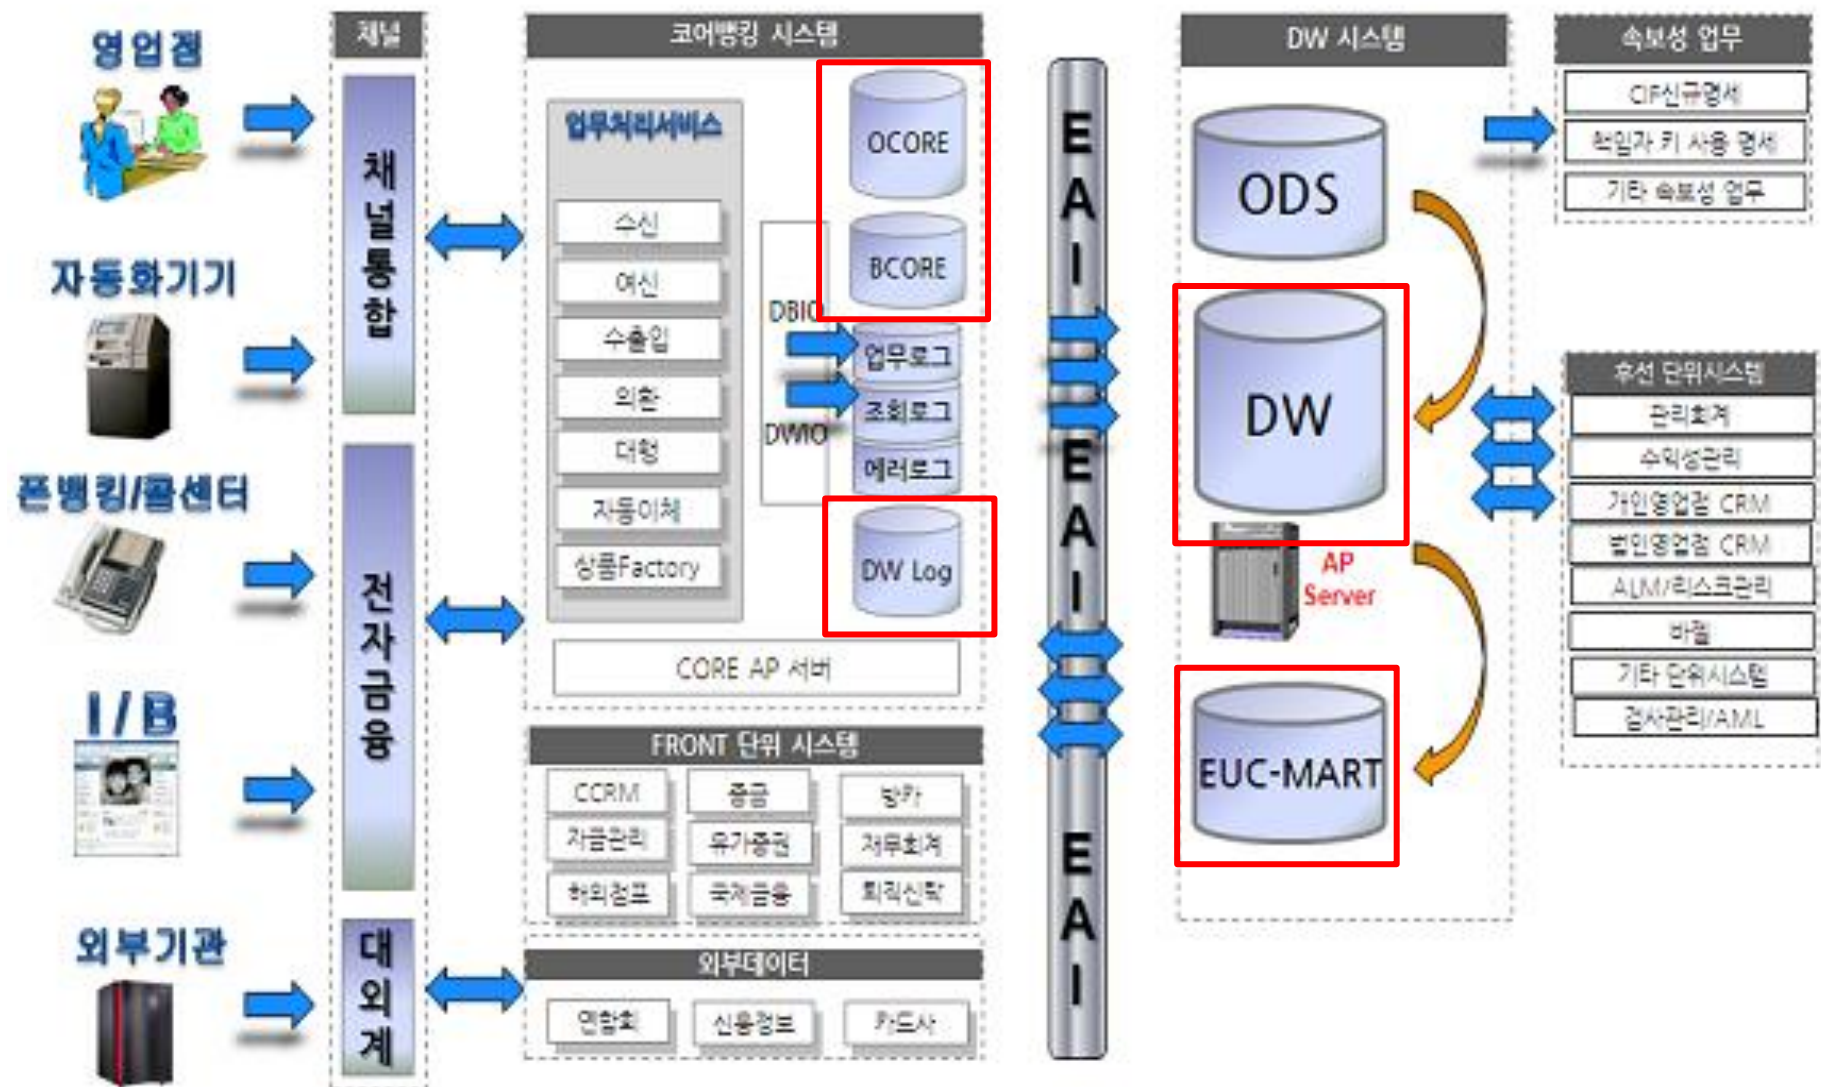 영업점
자동화기기
폰뱅킹/콜센터
I / B
외부기관
채널
채널통합
전자금융
대외계
코어뱅킹 시스템
업무처리서비스
수신
여신
수출입
외환
대행
자동이체
상품Factory
DBIO
DWIO
OCORE
BCORE
업무로그
조회로그
에러로그
DW Log
CORE AP 서버
FRONT 단위 시스템
CCRM
종금
방카
자금관리
유가증권
재무회계
해외점포
국제금융
퇴직신탁
외부데이터
연합회
신용정보
카드사
EAI
EAI
EAI
DW 시스템
ODS
DW
AP
Server
EUC-MART
속보성 업무
CIF신규명세
책임자 키 사용 명세
기타 속보성 업무
후선 단위시스템
관리회계
수익성관리
개인영업점 CRM
법인영업점 CRM
ALM/리스크관리
바젤
기타 단위시스템
검사관리/AML